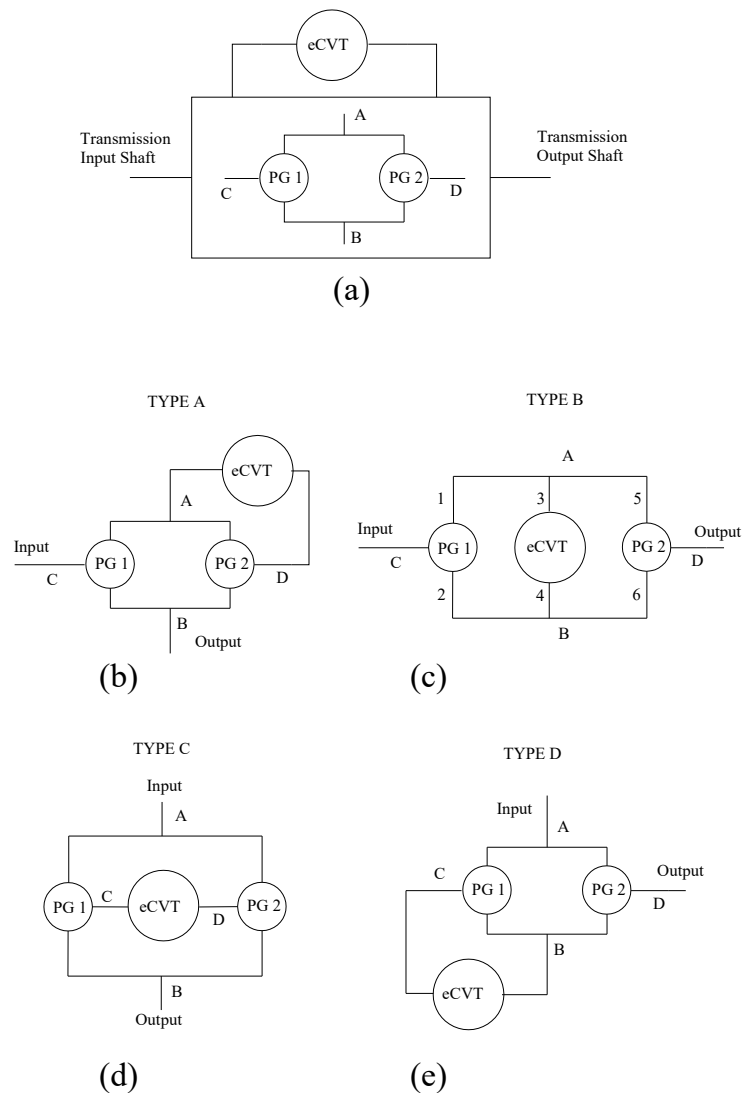 eCVT
A
Transmission
Input Shaft
Transmission
Output Shaft
PG 1
PG 2
C
D
B
(a)
TYPE A
TYPE B
eCVT
A
A
1
3
5
Input
Input
Output
PG 1
PG 2
PG 1
eCVT
PG 2
C
D
C
D
2
4
6
B
B
Output
(b)
(c)
TYPE C
TYPE D
Input
Input
A
A
C
Output
PG 1
C
eCVT
D
PG 2
PG 1
PG 2
D
B
B
Output
eCVT
(d)
(e)